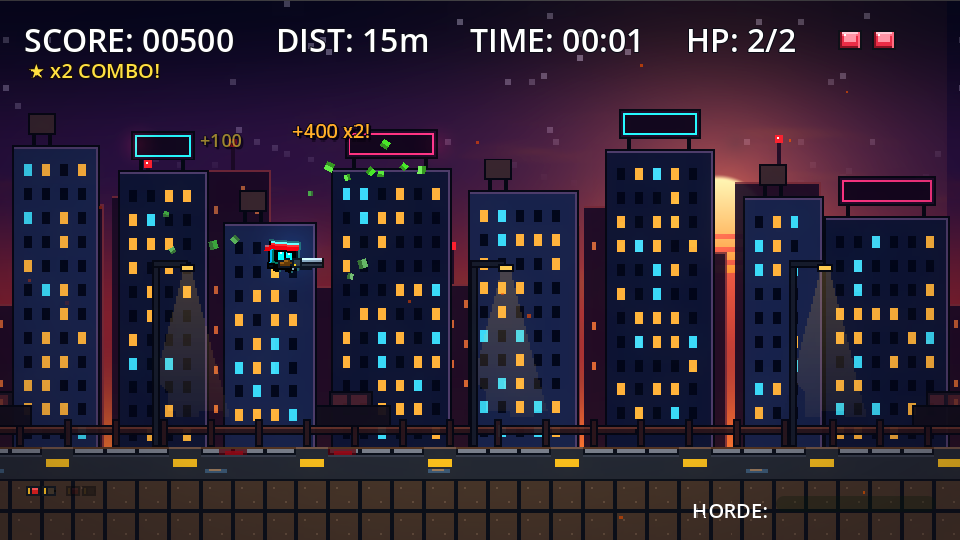 SCORE: 00500 DIST: 15m TIME: 00:01 HP: 2/2
★ x2 COMBO!
+400 x2!
+100
HORDE: